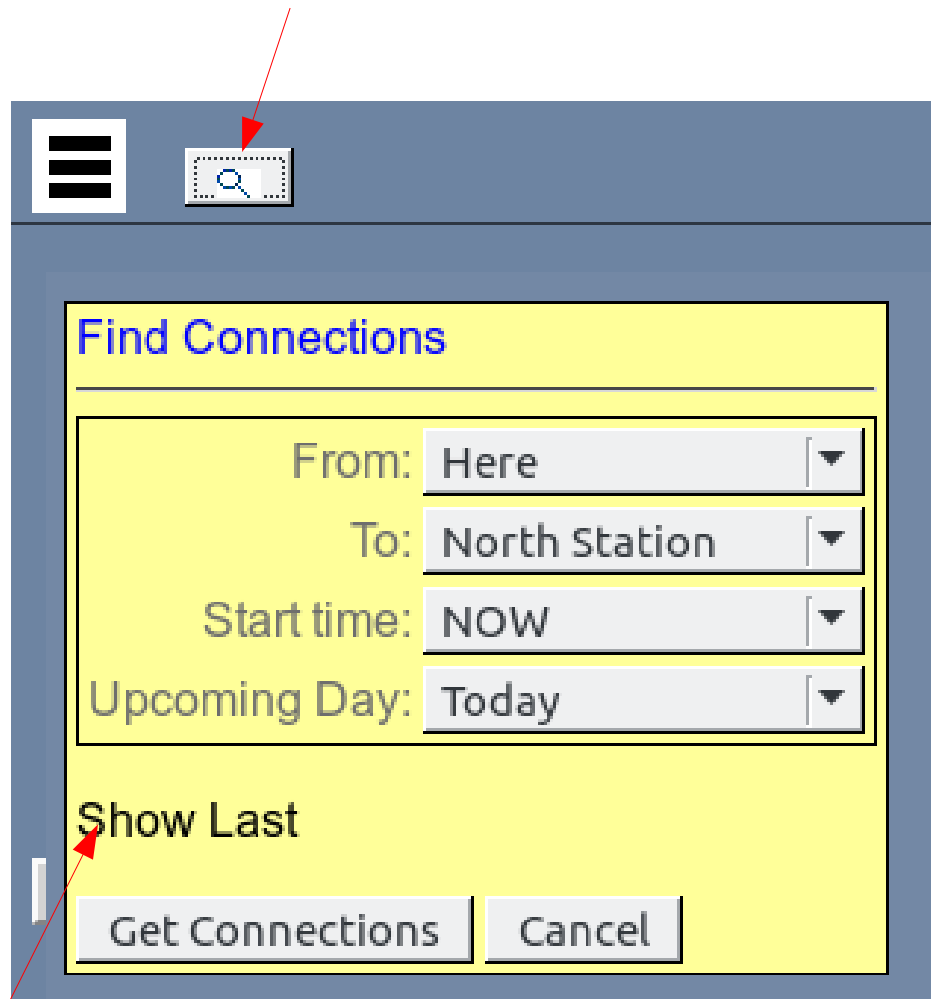 Find Connections
From: Here
To: North Station
Start time: NOW
Upcoming Day: Today
Show Last
Get Connections Cancel